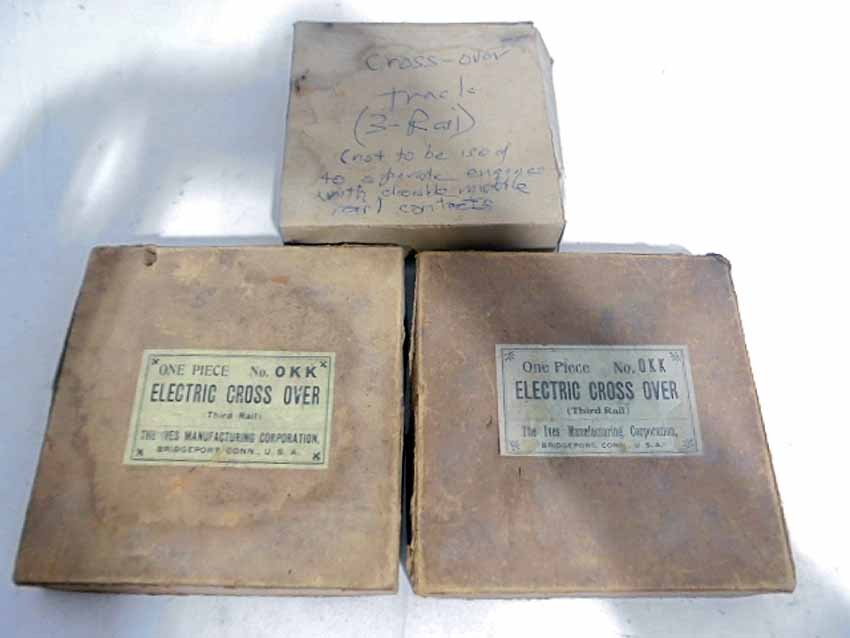 Cross-over
track
(3-Rail)
(not to be used
to operate engines
with double middle
rail contacts
ONE PIECE No. OKK
ELECTRIC CROSS OVER
(Third Rail)
THE IVES MANUFACTURING CORPORATION,
BRIDGEPORT, CONN., U. S. A.
One Piece No. OKK
ELECTRIC CROSS OVER
(Third Rail)
The Ives Manufacturing Corporation,
BRIDGEPORT, CONN., U. S. A.